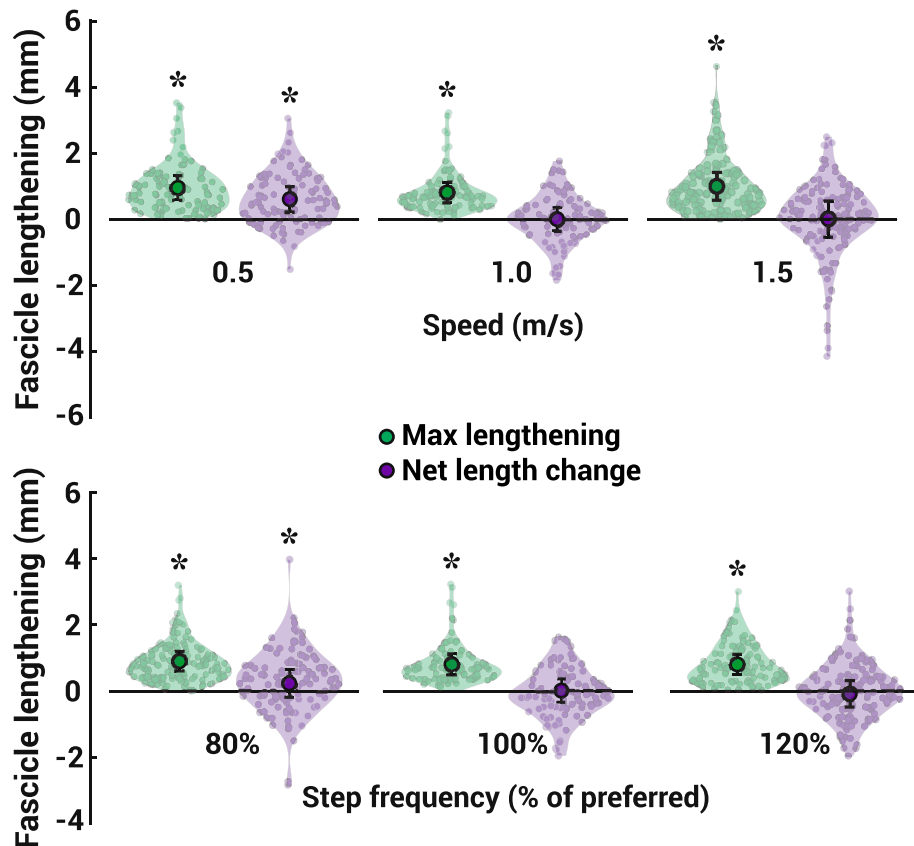 Fascicle lengthening (mm)
6
4
2
0
-2
-4
-6
* * * *
0.5 1.0 1.5
Speed (m/s)
Max lengthening
Net length change
Fascicle lengthening (mm)
6
4
2
0
-2
-4
* * * *
80% 100% 120%
Step frequency (% of preferred)